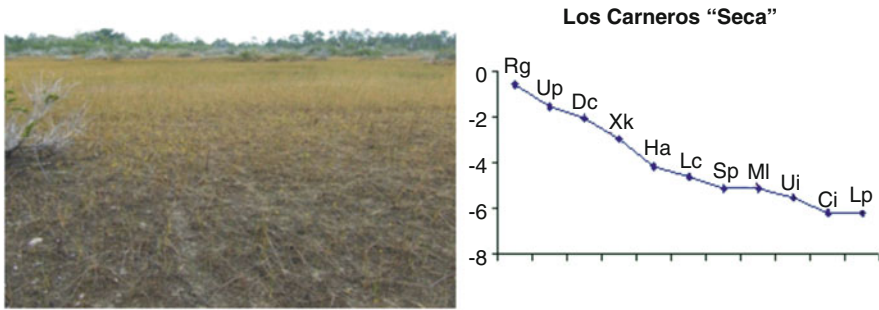 Los Carneros “Seca”
0
-2
-4
-6
-8
Rg
Up
Dc
Xk
Ha
Lc
Sp
Ml
Ui
Ci
Lp